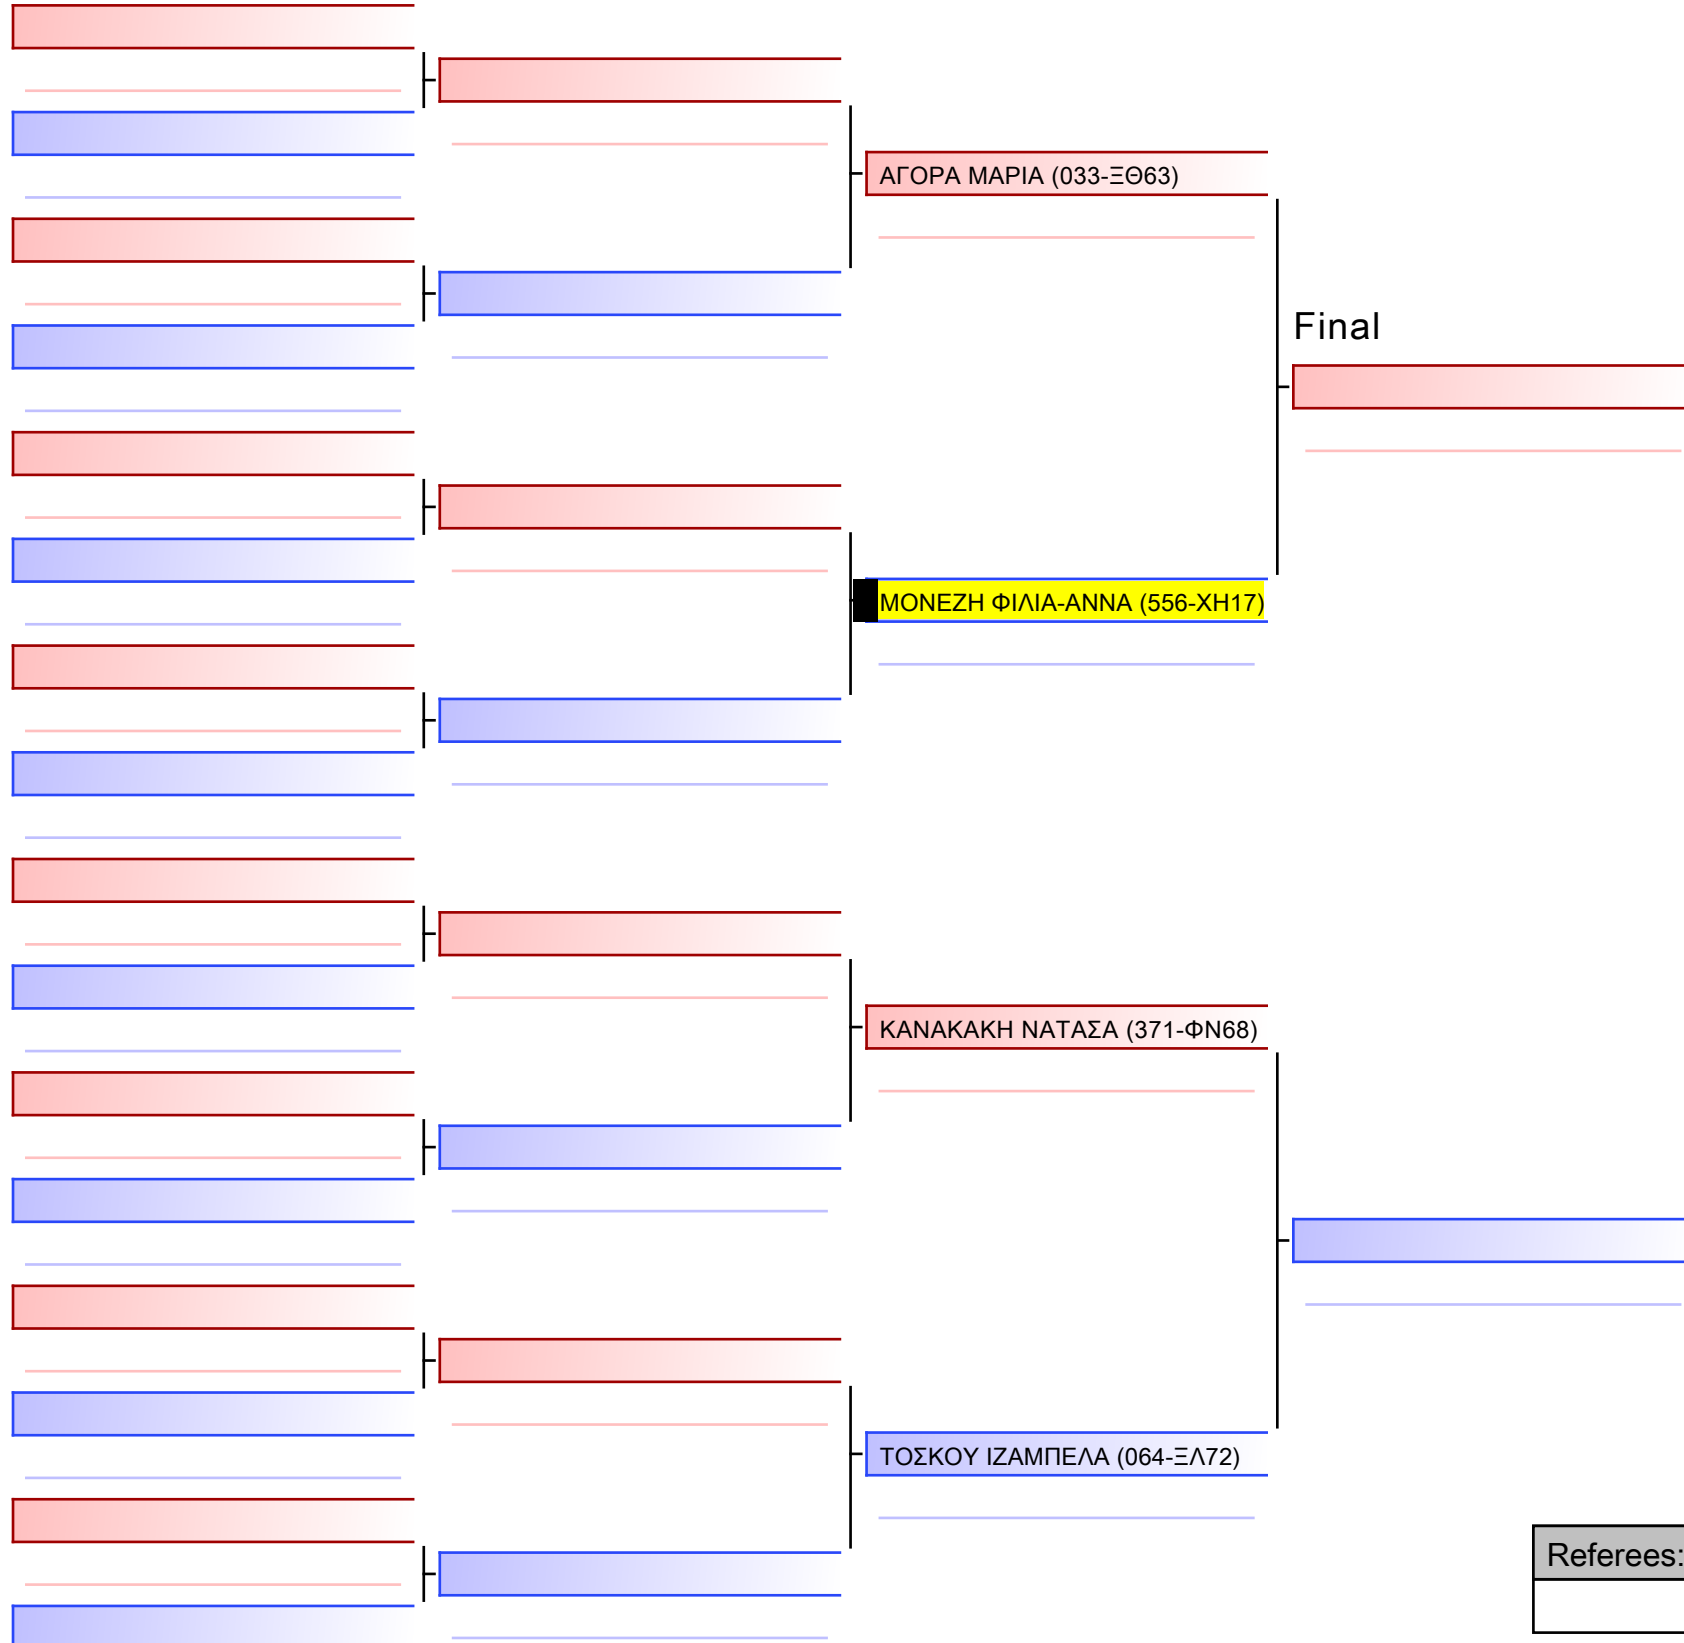 ΑΓΟΡΑ ΜΑΡΙΑ (033-ΞΘ63)
Final
ΜΟΝΕΖΗ ΦΙΛΙΑ-ΑΝΝΑ (556-ΧΗ17)
ΚΑΝΑΚΑΚΗ ΝΑΤΑΣΑ (371-ΦΝ68)
ΤΟΣΚΟΥ ΙΖΑΜΠΕΛΑ (064-ΞΛ72)
Referees: